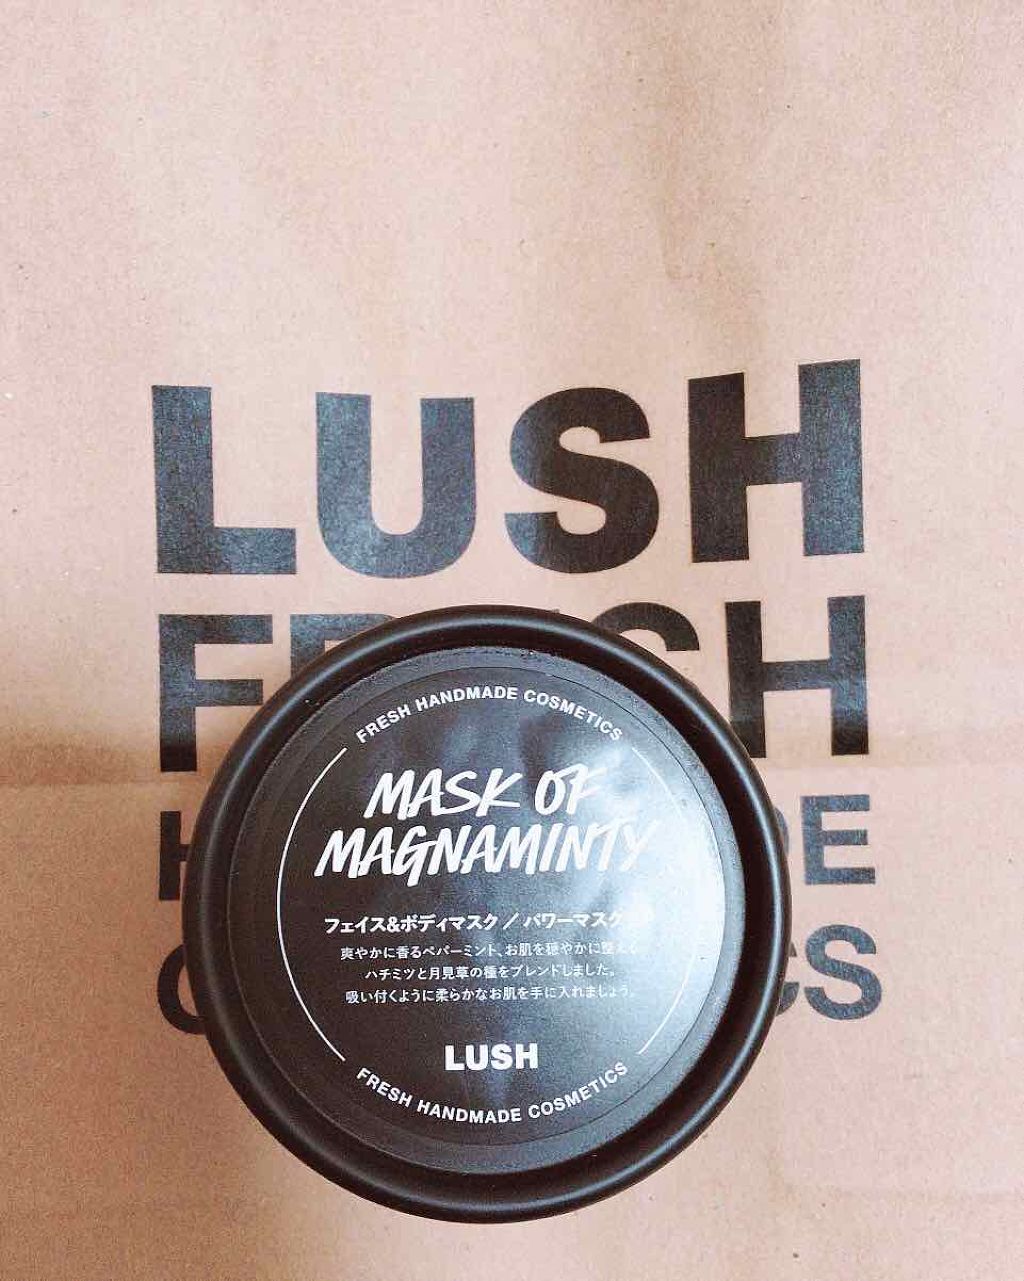 LUSH
FRESH
FRESH HANDMADE COSMETICS
MASK OF
MAGNAMINTY
フェイス&ボディマスク/パワーマスク
爽やかに香るペパーミント、お肌を穏やかに整え
ハチミツと月見草の種をブレンドしました。
吸い付くように柔らかなお肌を手に入れましょう。
LUSH
FRESH HANDMADE COSMETICS